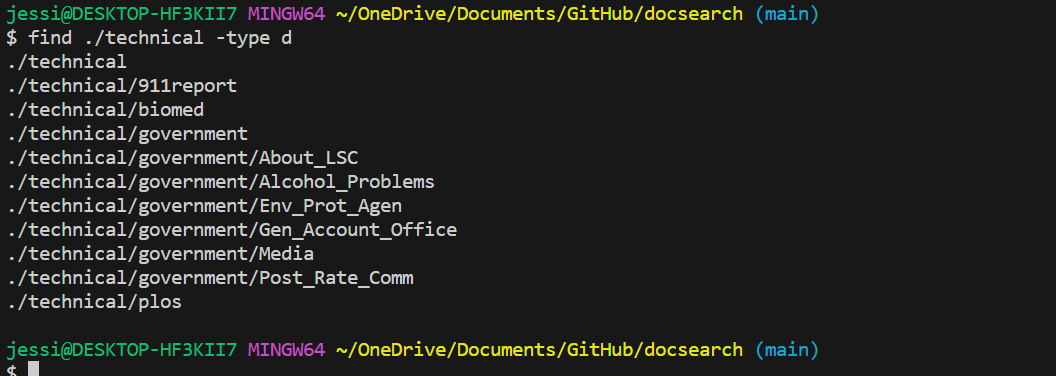 jessi@DESKTOP-HF3KII7 MINGW64 ~/OneDrive/Documents/GitHub/docsearch (main)
$ find ./technical -type d
./technical
./technical/911report
./technical/biomed
./technical/government
./technical/government/About_LSC
./technical/government/Alcohol_Problems
./technical/government/Env_Prot_Agen
./technical/government/Gen_Account_Office
./technical/government/Media
./technical/government/Post_Rate_Comm
./technical/plos
jessi@DESKTOP-HF3KII7 MINGW64 ~/OneDrive/Documents/GitHub/docsearch (main)
$